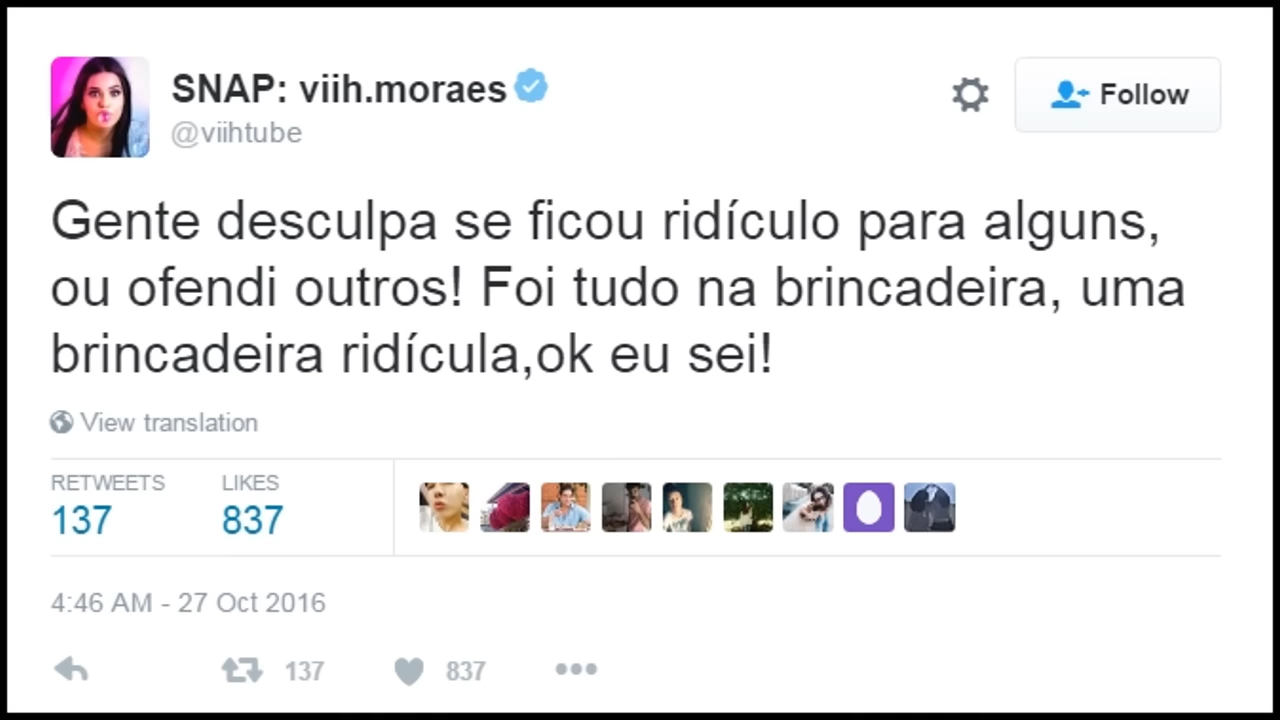 SNAP: viih.moraes
@viihtube
Follow
Gente desculpa se ficou ridículo para alguns,
ou ofendi outros! Foi tudo na brincadeira, uma
brincadeira ridícula,ok eu sei!
View translation
RETWEETS LIKES
137 837
4:46 AM - 27 Oct 2016
137 837